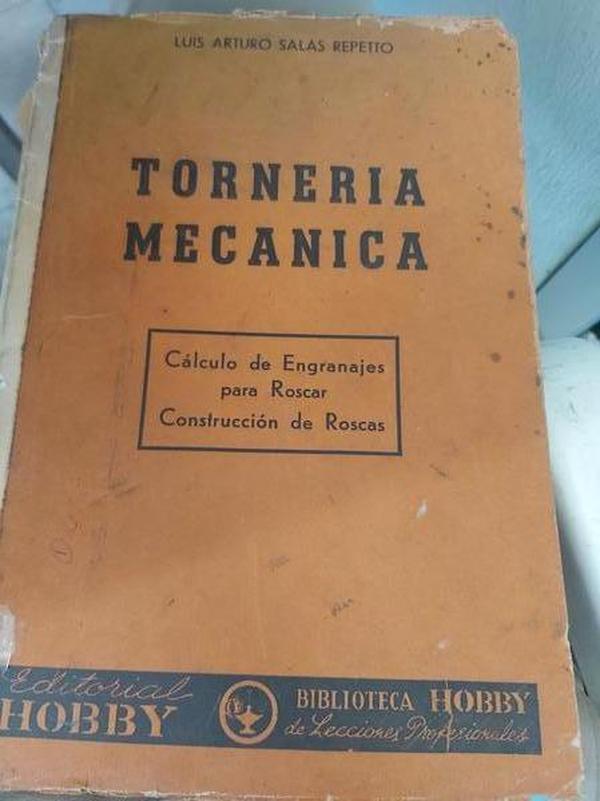 LUIS ARTURO SALAS REPETTO
TORNERIA
MECANICA
Cálculo de Engranajes
para Roscar
Construcción de Roscas
Editorial
HOBBY
BIBLIOTECA HOBBY
de Lecciones Profesionales